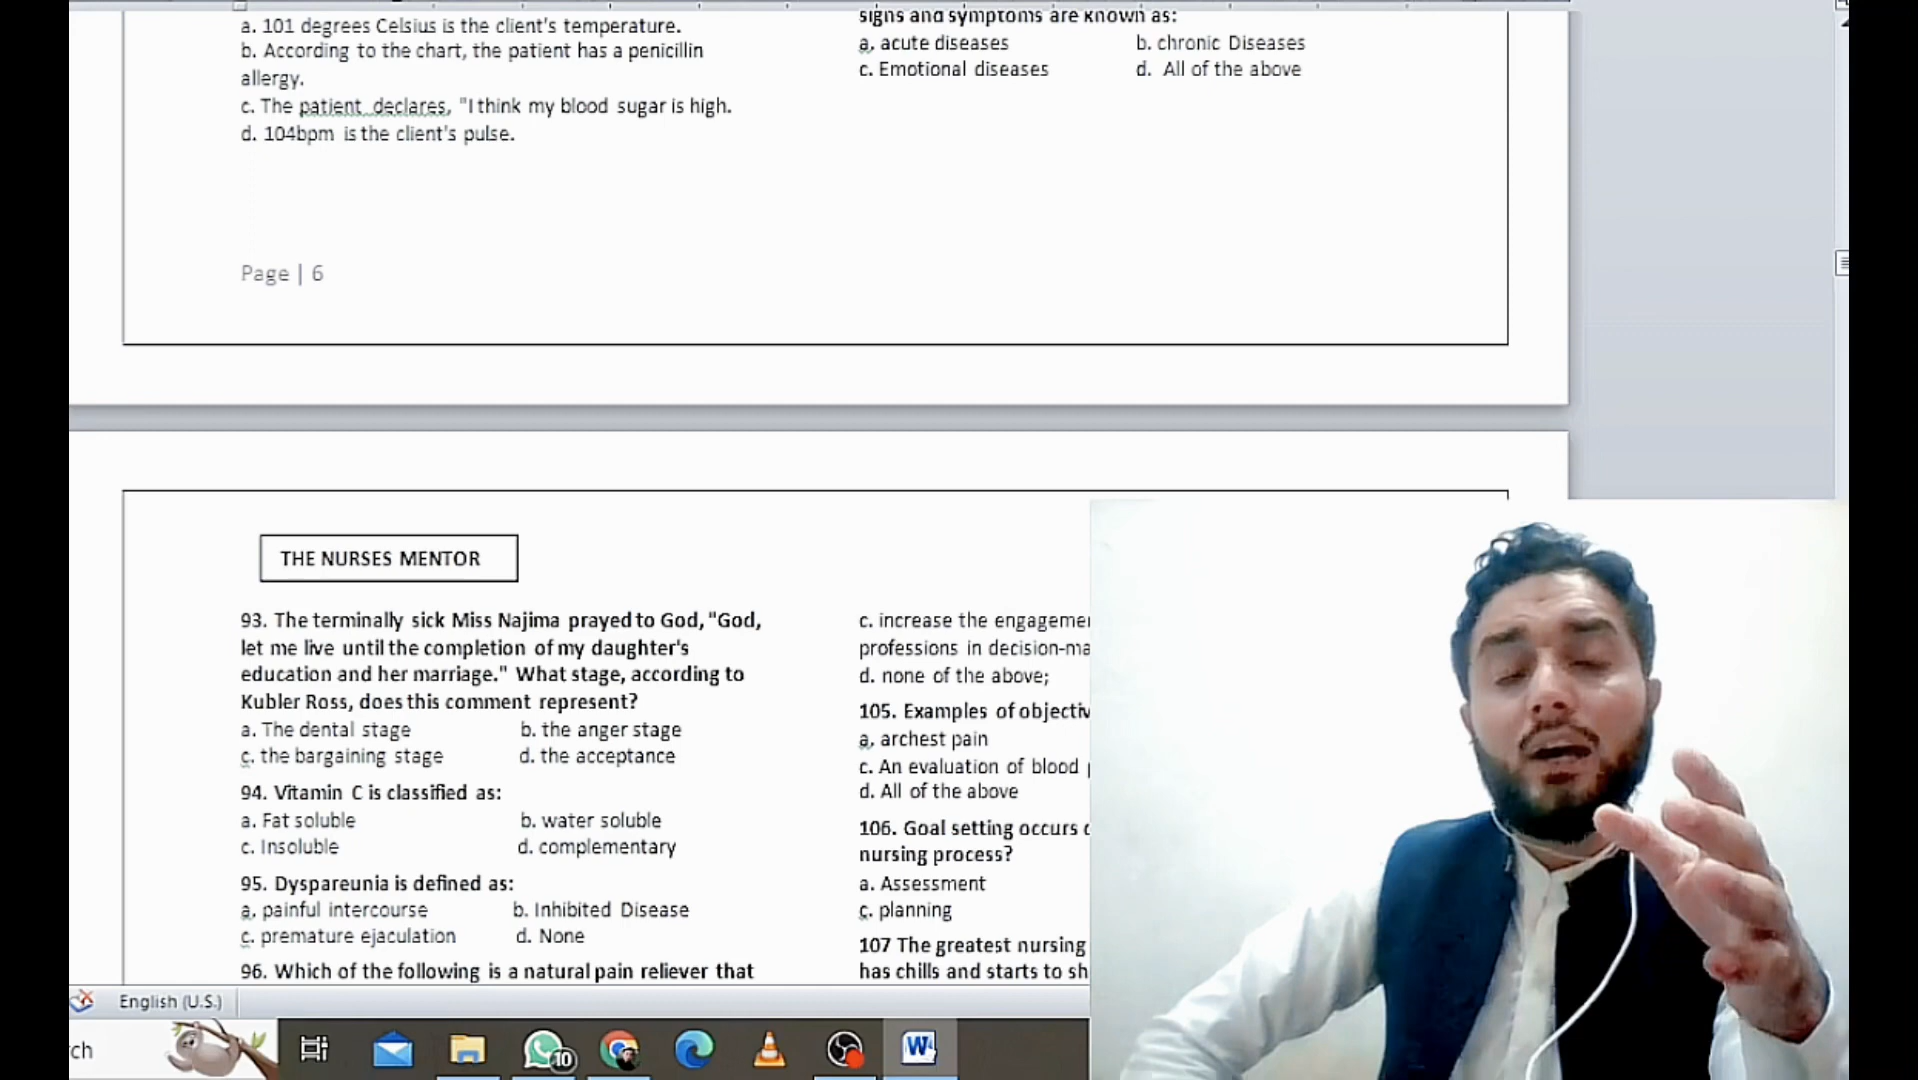 a. 101 degrees Celsius is the client's temperature.
b. According to the chart, the patient has a penicillin
allergy.
c. The patient declares, "I think my blood sugar is high.
d. 104bpm is the client's pulse.
signs and symptoms are known as:
a. acute diseases b. chronic Diseases
c. Emotional diseases d. All of the above
Page | 6
THE NURSES MENTOR
93. The terminally sick Miss Najima prayed to God, "God,
let me live until the completion of my daughter's
education and her marriage." What stage, according to
Kubler Ross, does this comment represent?
a. The dental stage b. the anger stage
c. the bargaining stage d. the acceptance
94. Vitamin C is classified as:
a. Fat soluble b. water soluble
c. Insoluble d. complementary
95. Dyspareunia is defined as:
a. painful intercourse b. Inhibited Disease
c. premature ejaculation d. None
96. Which of the following is a natural pain reliever that
c. increase the
professions in
d. none of the above;
105. Examples of
a. archest pain
c. An evaluation of blood
d. All of the above
106. Goal setting occurs
nursing process?
a. Assessment
c. planning
107 The greatest nursing
has chills and starts to
English (U.S.)
10
W